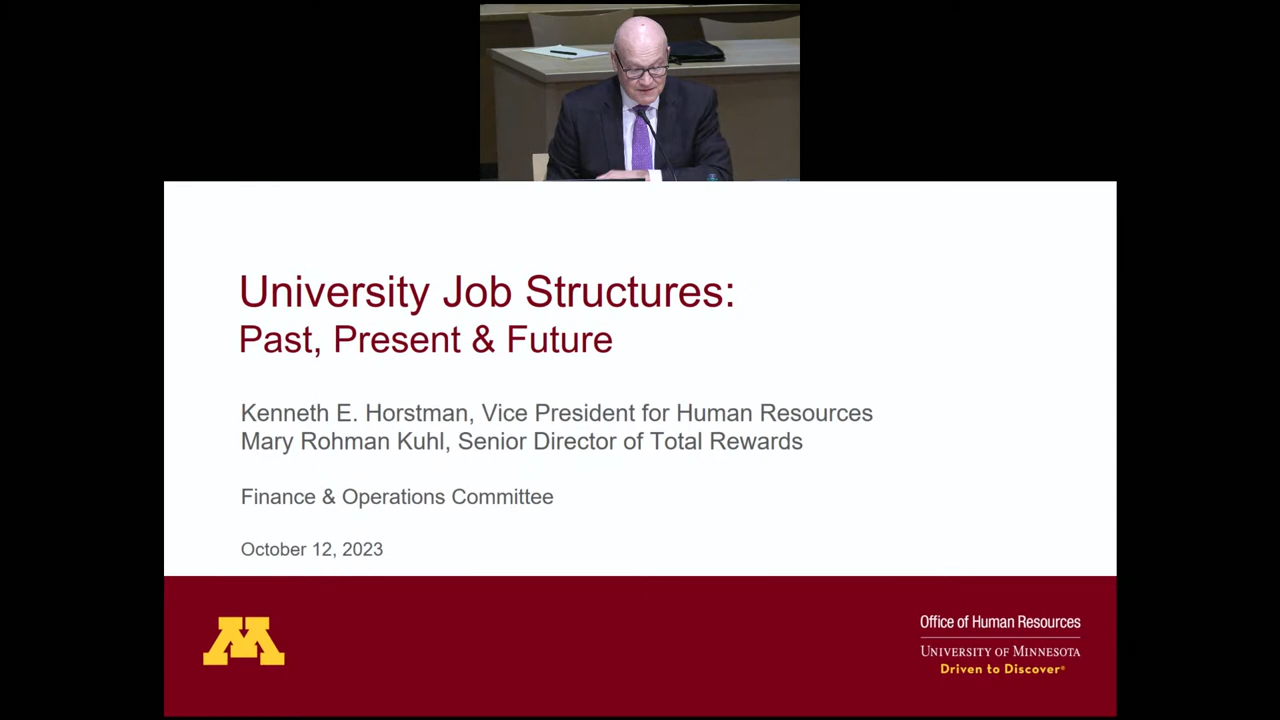 University Job Structures:
Past, Present & Future
Kenneth E. Horstman, Vice President for Human Resources
Mary Rohman Kuhl, Senior Director of Total Rewards
Finance & Operations Committee
October 12, 2023
M
Office of Human Resources
UNIVERSITY OF MINNESOTA
Driven to Discover®